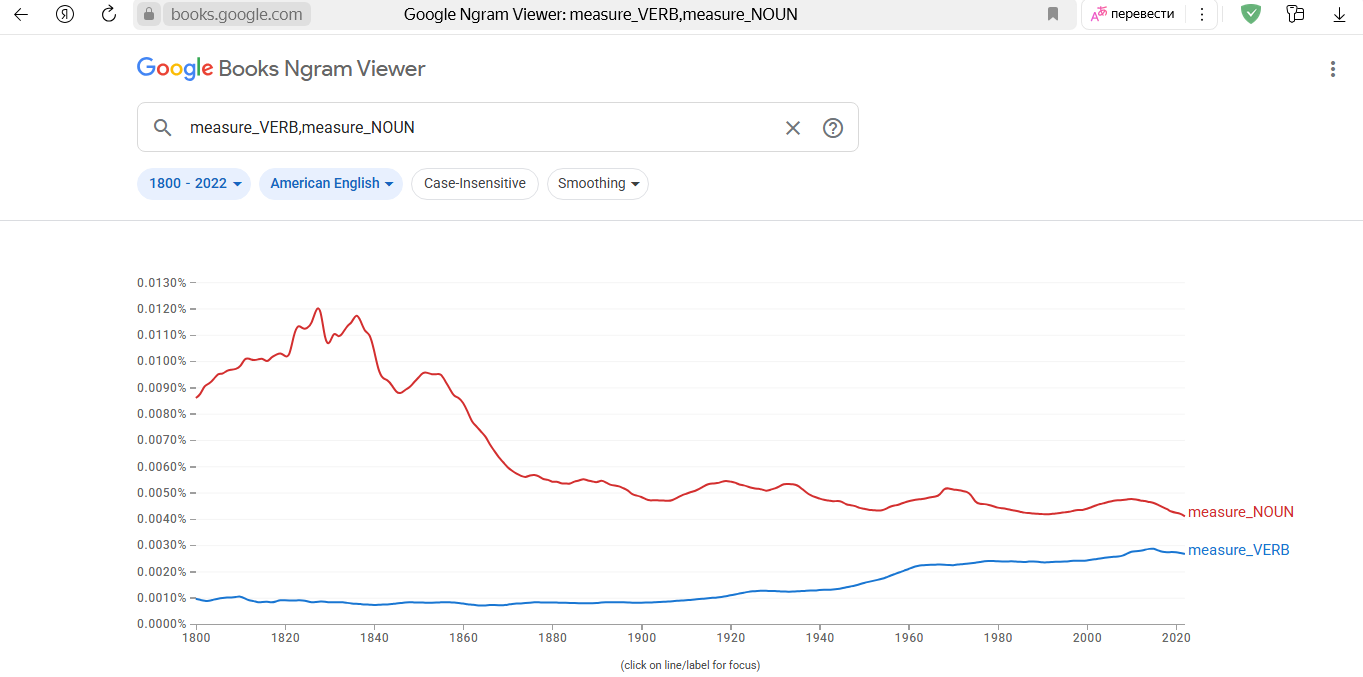 books.google.com Google Ngram Viewer: measure_VERB,measure_NOUN перевести
Google Books Ngram Viewer
measure_VERB,measure_NOUN
1800 - 2022 American English Case-Insensitive Smoothing
0.0130%
0.0120%
0.0110%
0.0100%
0.0090%
0.0080%
0.0070%
0.0060%
0.0050%
0.0040%
0.0030%
0.0020%
0.0010%
0.0000%
measure_NOUN
measure_VERB
1800 1820 1840 1860 1880 1900 1920 1940 1960 1980 2000 2020
(click on line/label for focus)